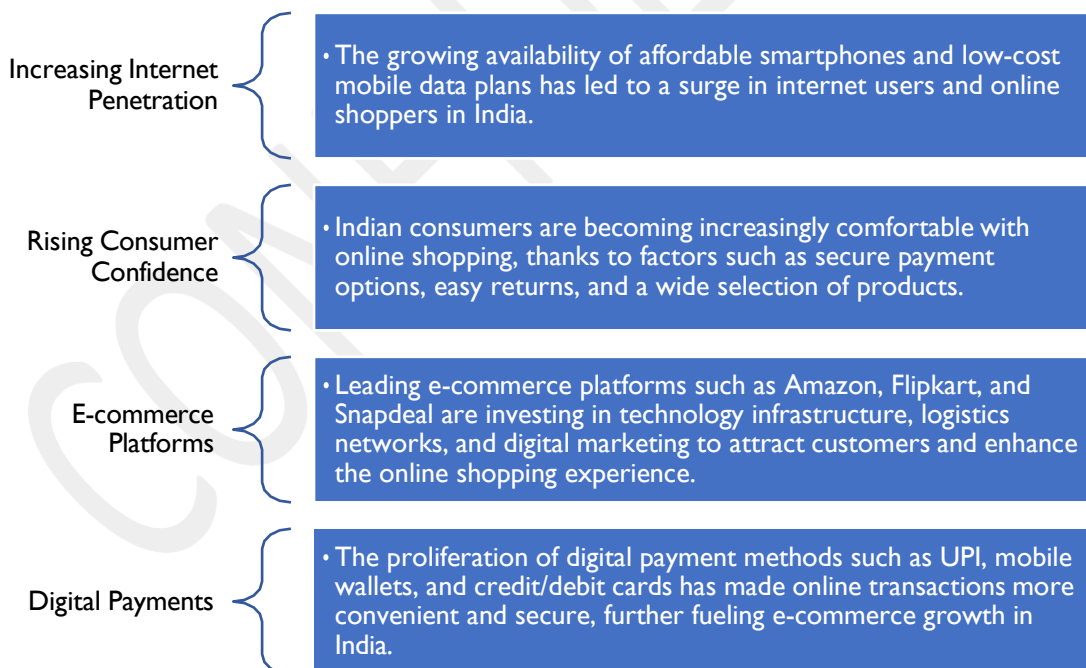 Increasing Internet
Penetration
• The growing availability of affordable smartphones and low-cost
mobile data plans has led to a surge in internet users and online
shoppers in India.
Rising Consumer
Confidence
• Indian consumers are becoming increasingly comfortable with
online shopping, thanks to factors such as secure payment
options, easy returns, and a wide selection of products.
E-commerce
Platforms
• Leading e-commerce platforms such as Amazon, Flipkart, and
Snapdeal are investing in technology infrastructure, logistics
networks, and digital marketing to attract customers and enhance
the online shopping experience.
Digital Payments
• The proliferation of digital payment methods such as UPI, mobile
wallets, and credit/debit cards has made online transactions more
convenient and secure, further fueling e-commerce growth in
India.